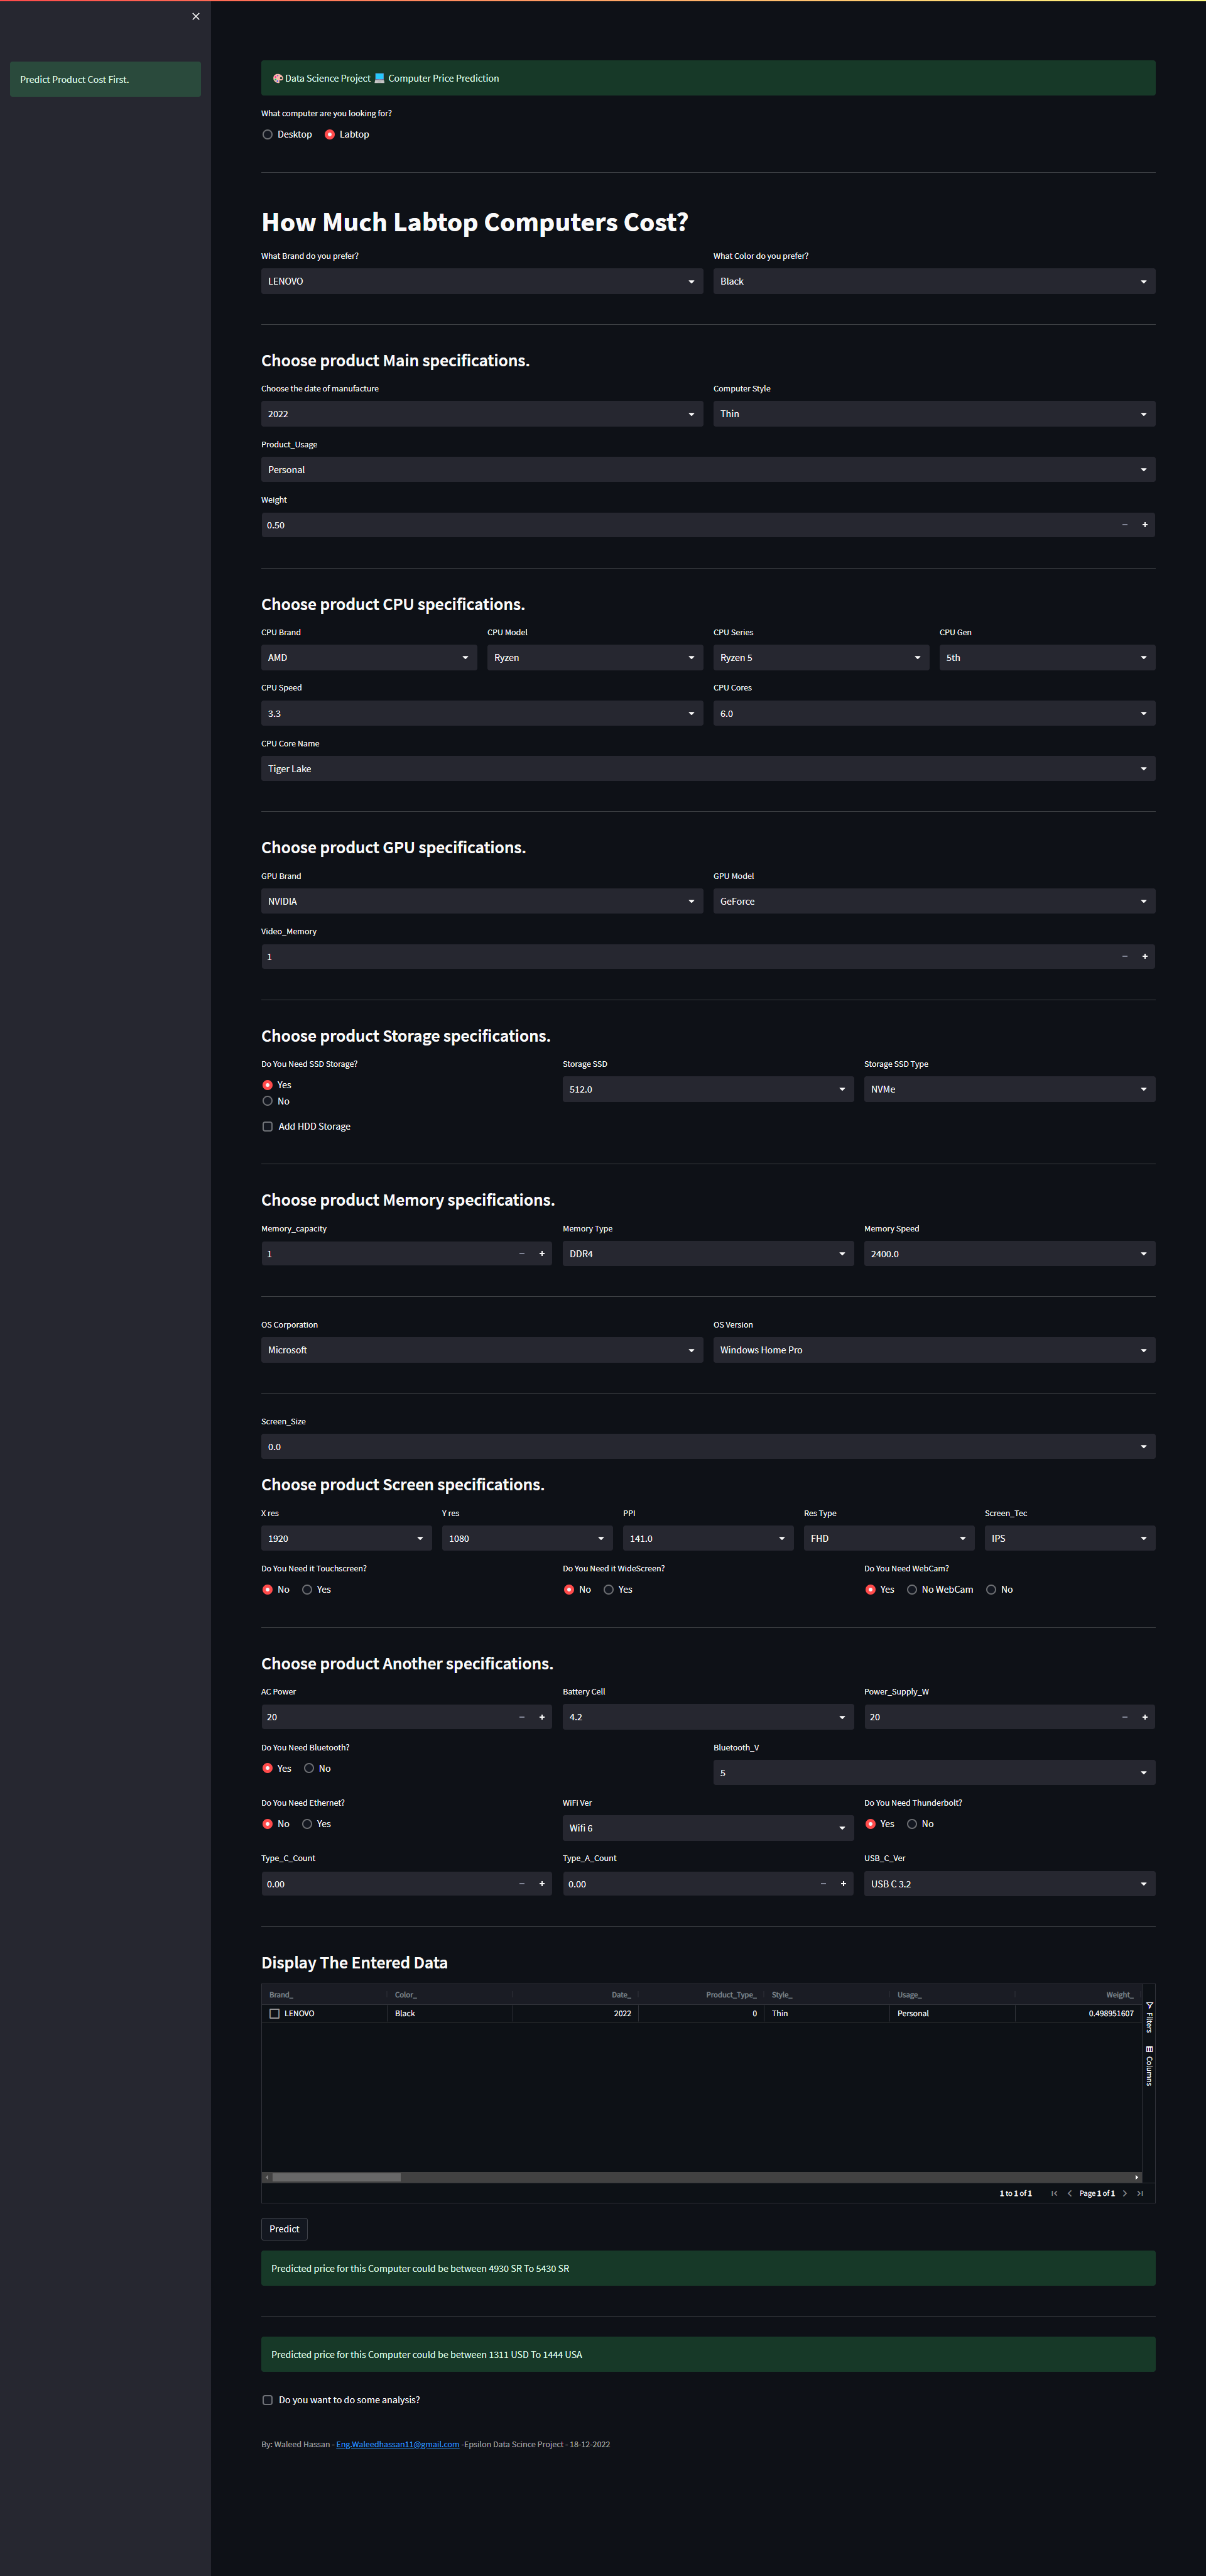 Predict Product Cost First.
🎨Data Science Project 💻 Computer Price Prediction
What computer are you looking for?
Desktop Labtop
How Much Labtop Computers Cost?
What Brand do you prefer? What Color do you prefer?
LENOVO Black
Choose product Main specifications.
Choose the date of manufacture Computer Style
2022 Thin
Product_Usage
Personal
Weight
0.50 − +
Choose product CPU specifications.
CPU Brand CPU Model CPU Series CPU Gen
AMD Ryzen Ryzen 5 5th
CPU Speed CPU Cores
3.3 6.0
CPU Core Name
Tiger Lake
Choose product GPU specifications.
GPU Brand GPU Model
NVIDIA GeForce
Video_Memory
1 − +
Choose product Storage specifications.
Do You Need SSD Storage? Storage SSD Storage SSD Type
Yes 512.0 NVMe
No
Add HDD Storage
Choose product Memory specifications.
Memory_capacity Memory Type Memory Speed
1 − + DDR4 2400.0
OS Corporation OS Version
Microsoft Windows Home Pro
Screen_Size
0.0
Choose product Screen specifications.
X res Y res PPI Res Type Screen_Tec
1920 1080 141.0 FHD IPS
Do You Need it Touchscreen? Do You Need it WideScreen? Do You Need WebCam?
No Yes No Yes Yes No WebCam No
Choose product Another specifications.
AC Power Battery Cell Power_Supply_W
20 − + 4.2 20 − +
Do You Need Bluetooth? Bluetooth_V
Yes No 5
Do You Need Ethernet? WiFi Ver Do You Need Thunderbolt?
No Yes Wifi 6 Yes No
Type_C_Count Type_A_Count USB_C_Ver
0.00 − + 0.00 − + USB C 3.2
Display The Entered Data
Brand_ Color_ Date_ Product_Type_ Style_ Usage_ Weight_
LENOVO Black 2022 0 Thin Personal 0.498951607
Filters
Columns
1 to 1 of 1 Page 1 of 1
Predict
Predicted price for this Computer could be between 4930 SR To 5430 SR
Predicted price for this Computer could be between 1311 USD To 1444 USA
Do you want to do some analysis?
By: Waleed Hassan - Eng.Waleedhassan11@gmail.com -Epsilon Data Scince Project - 18-12-2022